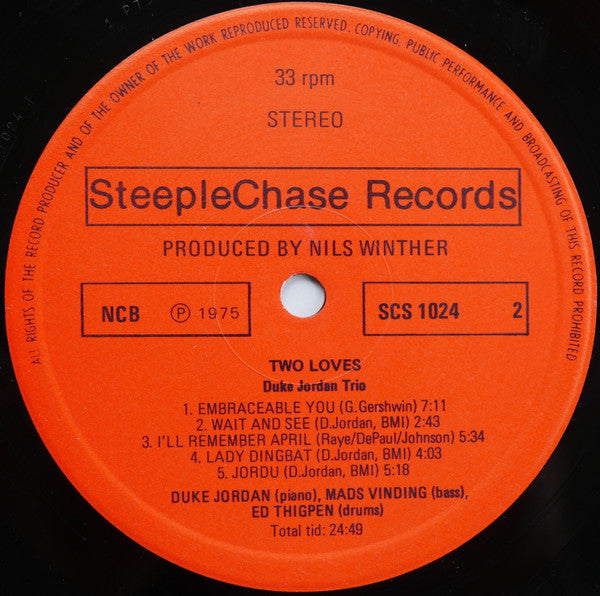 ALL RIGHTS OF THE RECORD PRODUCER AND OF THE OWNER OF THE WORK REPRODUCED RESERVED. COPYING, PUBLIC PERFORMANCE AND BROADCASTING OF THIS RECORD PROHIBITED
33 rpm
STEREO
SteepleChase Records
PRODUCED BY NILS WINTHER
NCB ℗ 1975
SCS 1024 2
TWO LOVES
Duke Jordan Trio
1. EMBRACEABLE YOU (G.Gershwin) 7:11
2. WAIT AND SEE (D.Jordan, BMI) 2:43
3. I'LL REMEMBER APRIL (Raye/DePaul/Johnson) 5:34
4. LADY DINGBAT (D.Jordan, BMI) 4:03
5. JORDU (D.Jordan, BMI) 5:18
DUKE JORDAN (piano), MADS VINDING (bass),
ED THIGPEN (drums)
Total tid: 24:49